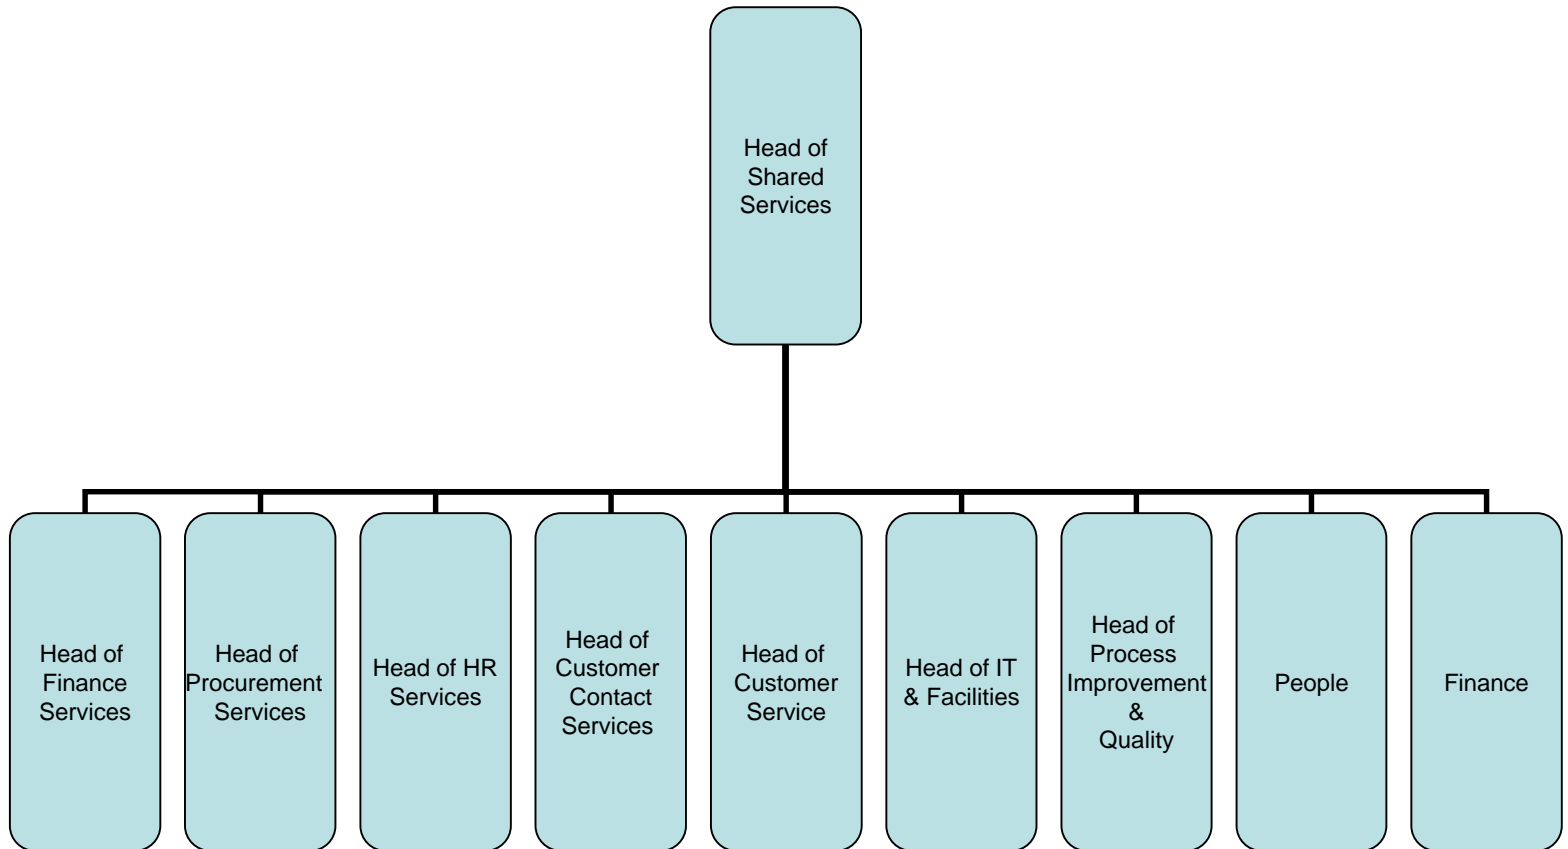 Head of
Shared
Services
Head of
Finance
Services
Head of
Procurement
Services
Head of HR
Services
Head of
Customer
Contact
Services
Head of
Customer
Service
Head of IT
& Facilities
Head of
Process
Improvement
&
Quality
People
Finance